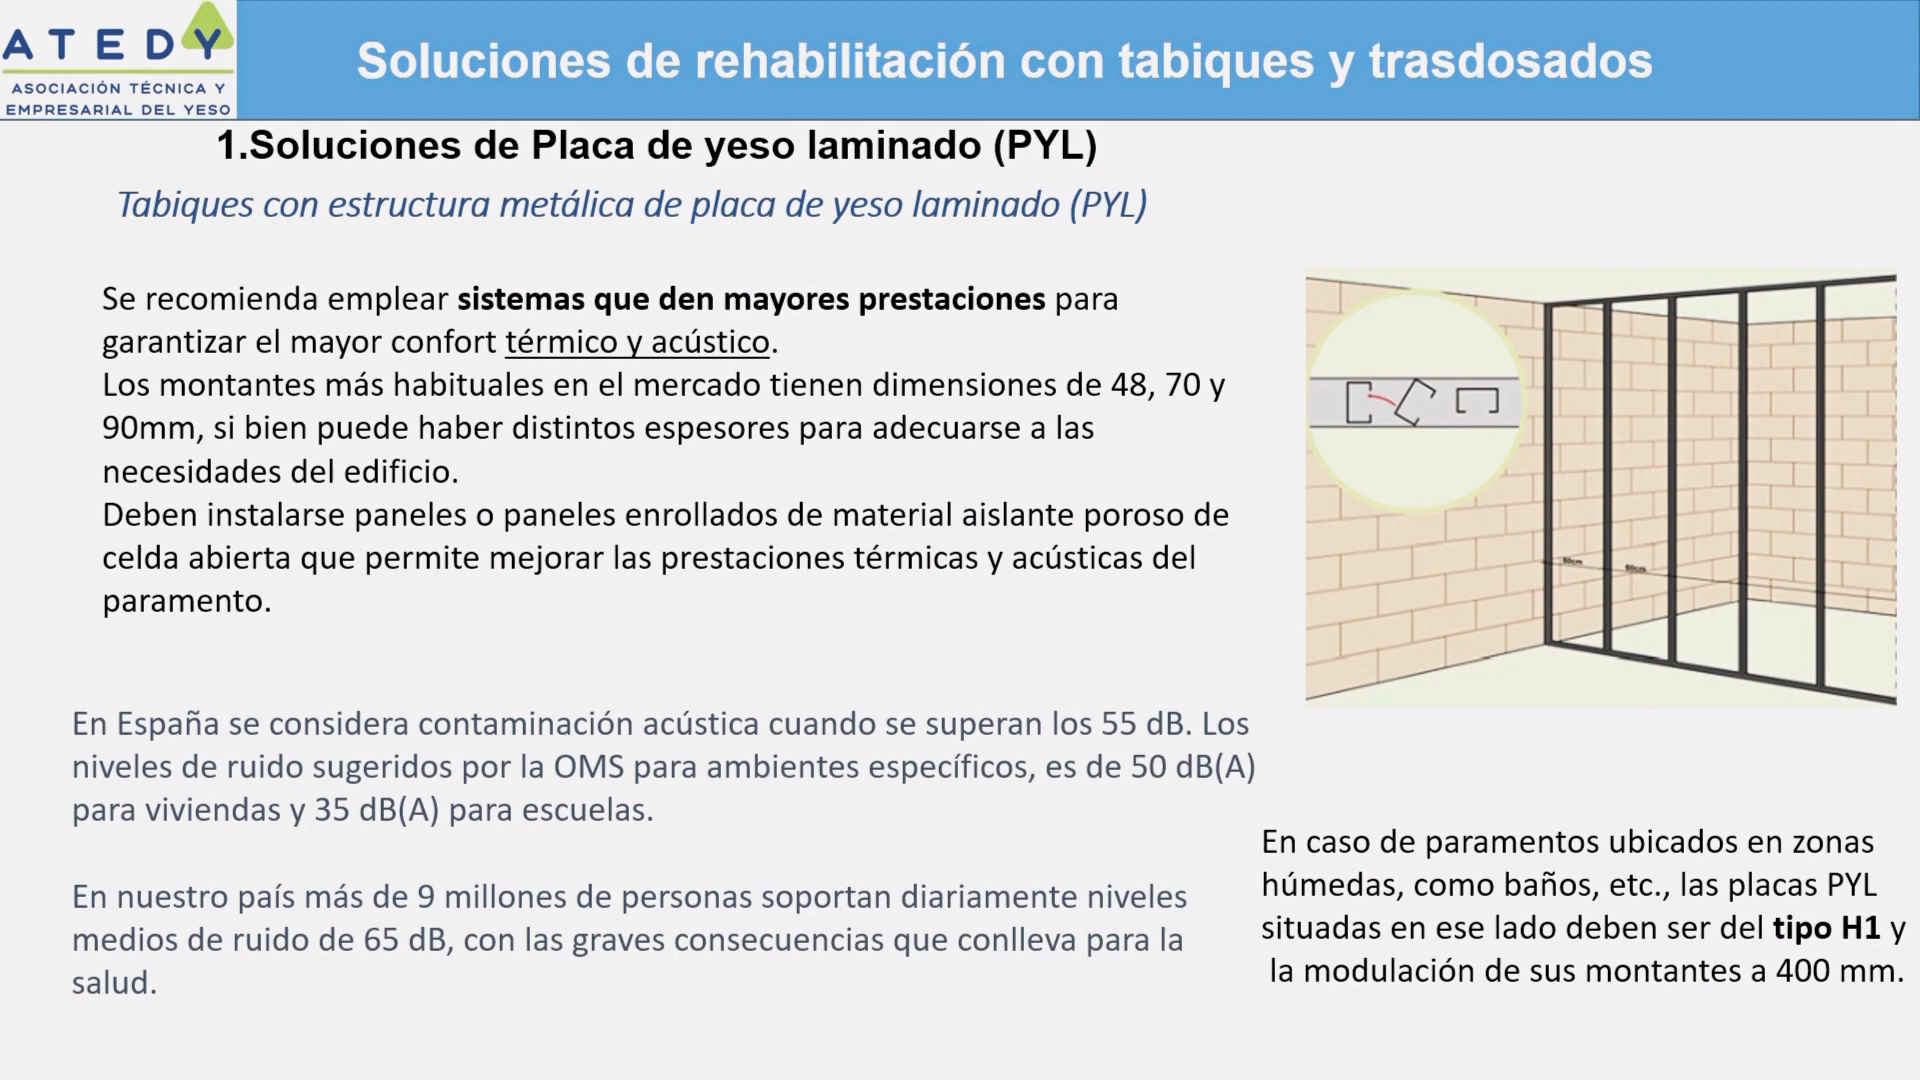 ATEDY
ASOCIACIÓN TÉCNICA Y
EMPRESARIAL DEL YESO
Soluciones de rehabilitación con tabiques y trasdosados
1.Soluciones de Placa de yeso laminado (PYL)
Tabiques con estructura metálica de placa de yeso laminado (PYL)
Se recomienda emplear sistemas que den mayores prestaciones para
garantizar el mayor confort térmico y acústico.
Los montantes más habituales en el mercado tienen dimensiones de 48, 70 y
90mm, si bien puede haber distintos espesores para adecuarse a las
necesidades del edificio.
Deben instalarse paneles o paneles enrollados de material aislante poroso de
celda abierta que permite mejorar las prestaciones térmicas y acústicas del
paramento.
60cm
60cm
En España se considera contaminación acústica cuando se superan los 55 dB. Los
niveles de ruido sugeridos por la OMS para ambientes específicos, es de 50 dB(A)
para viviendas y 35 dB(A) para escuelas.
En nuestro país más de 9 millones de personas soportan diariamente niveles
medios de ruido de 65 dB, con las graves consecuencias que conlleva para la
salud.
En caso de paramentos ubicados en zonas
húmedas, como baños, etc., las placas PYL
situadas en ese lado deben ser del tipo H1 y
la modulación de sus montantes a 400 mm.